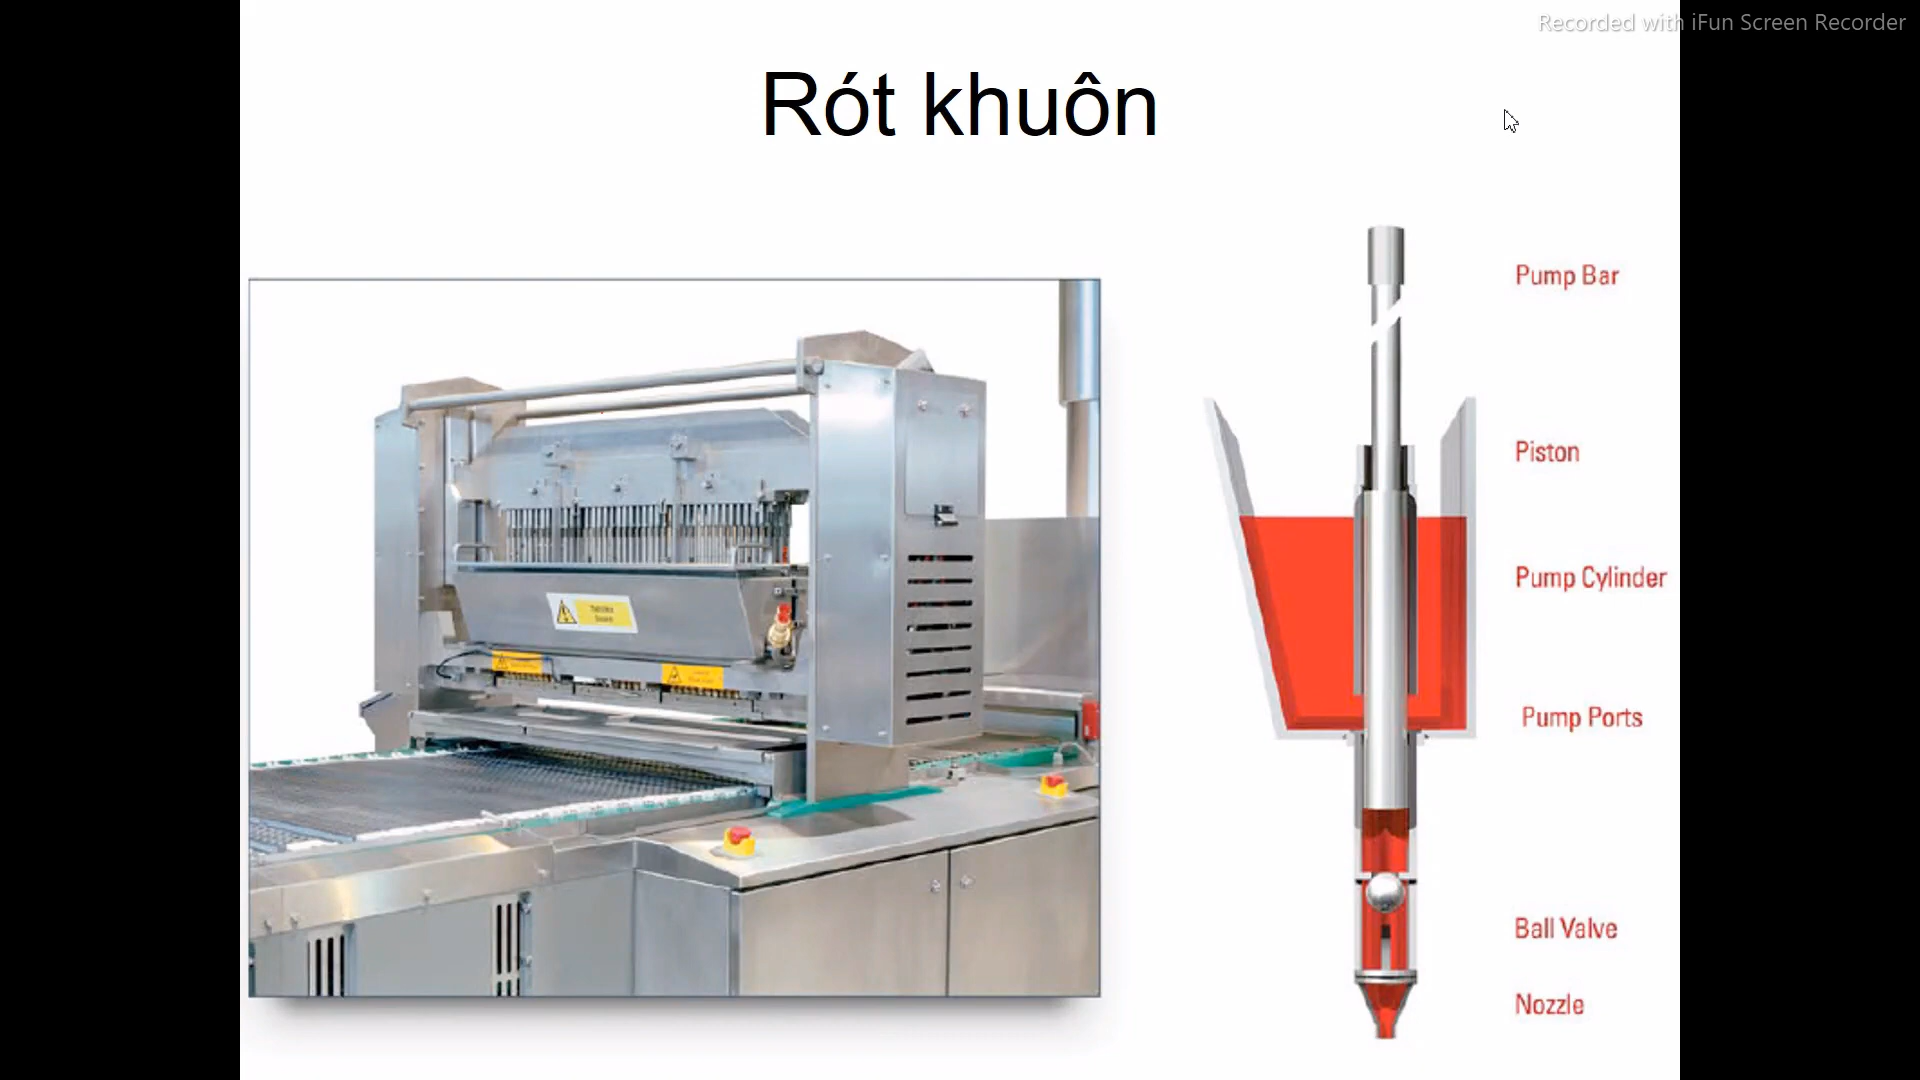 Recorded with iFun Screen Recorder
Rót khuôn
Pump Bar
Piston
Pump Cylinder
Pump Ports
Ball Valve
Nozzle